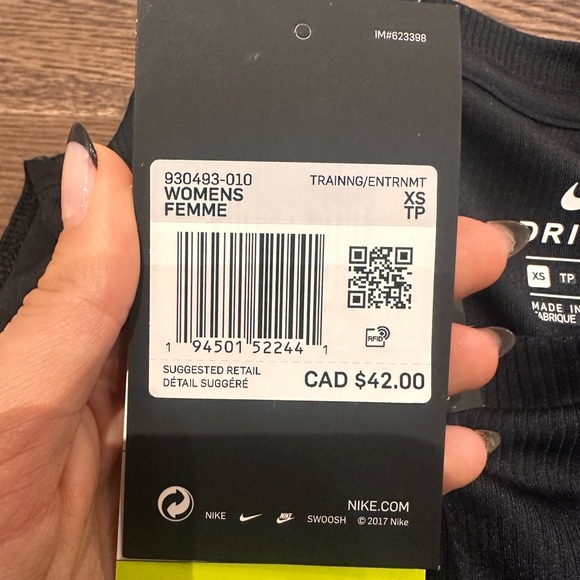 IM#623398
930493-010
TRAINNG/ENTRNMT
WOMENS
XS
FEMME
TP
RFID
1 94501 52244 1
SUGGESTED RETAIL
DÉTAIL SUGGÉRÉ
CAD $42.00
NIKE.COM
NIKE
NIKE
SWOOSH © 2017 Nike
DRI
XS TP
MADE IN
FABRIQUE